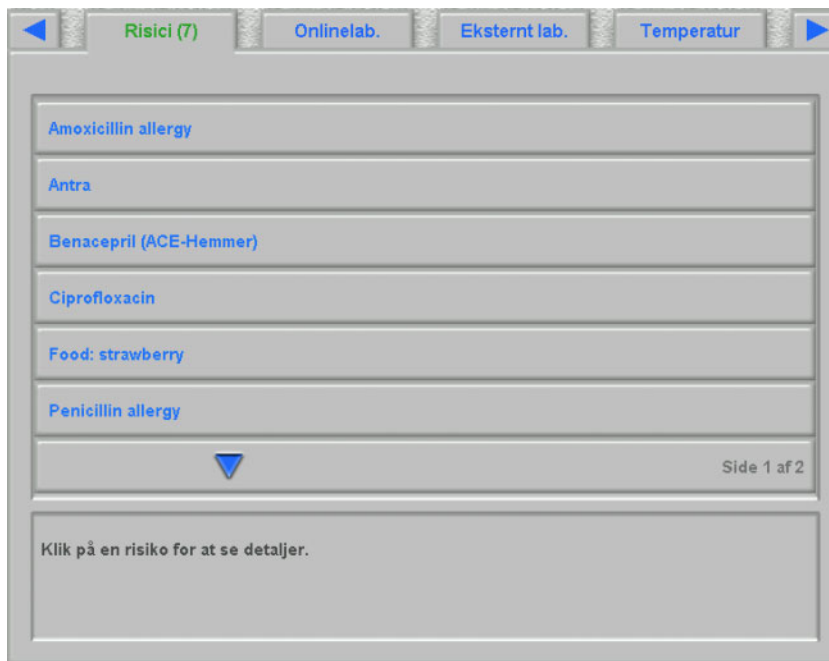 Risici (7)
Onlinelab.
Eksternt lab.
Temperatur
Amoxicillin allergy
Antra
Benacepril (ACE-Hemmer)
Ciprofloxacin
Food: strawberry
Penicillin allergy
Side 1 af 2
Klik på en risiko for at se detaljer.